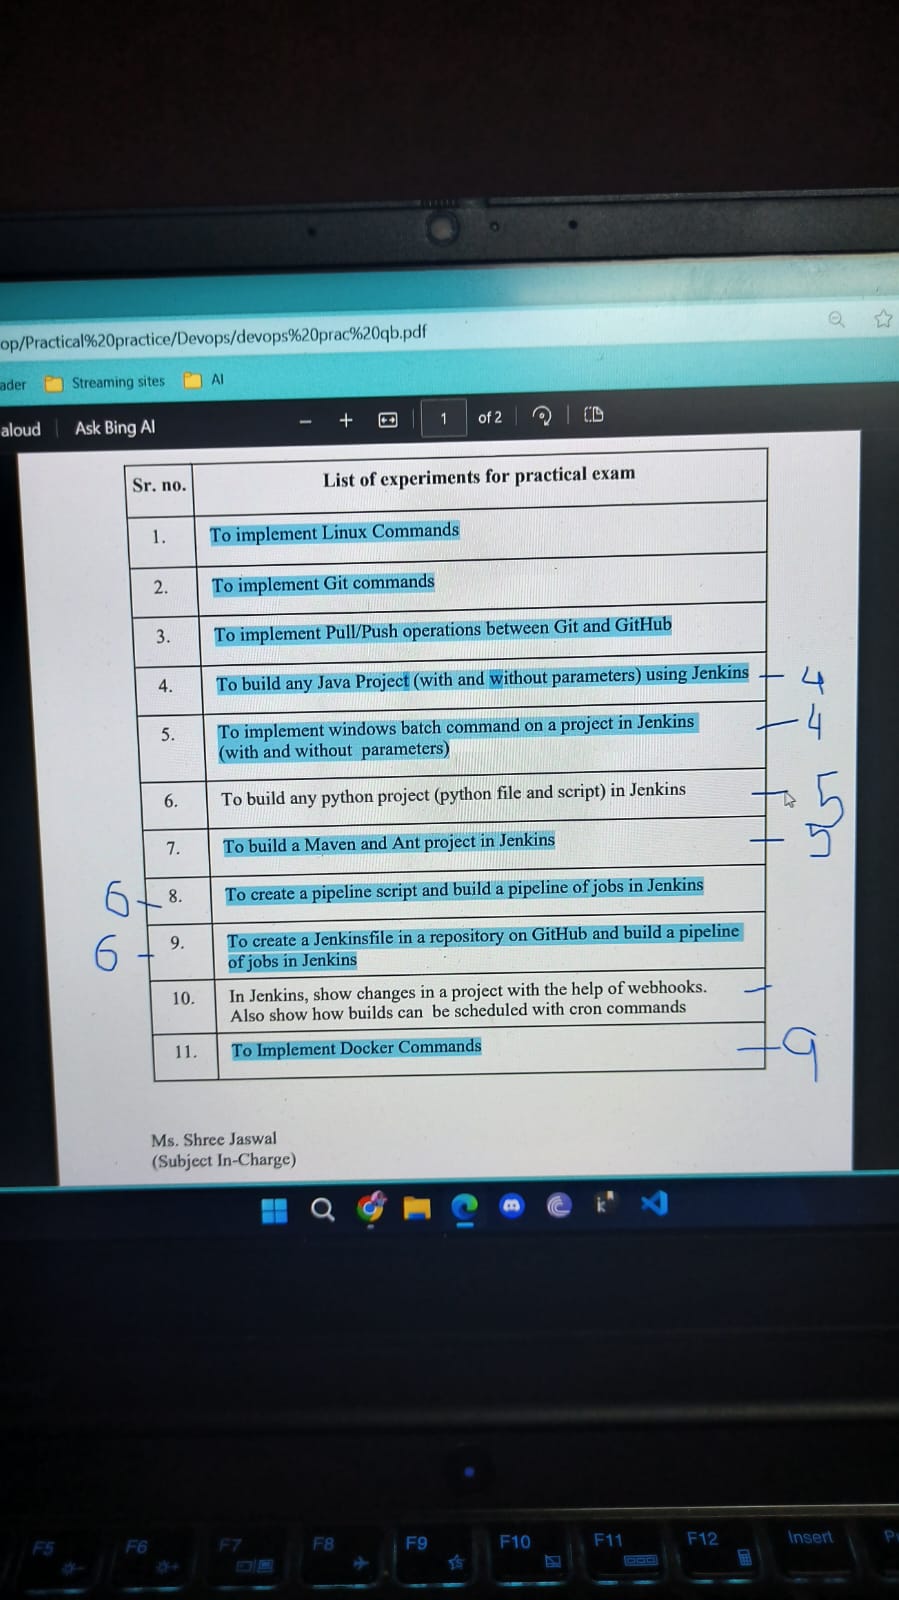 op/Practical%20practice/Devops/devops%20prac%20qb.pdf
ader Streaming sites AI
aloud Ask Bing AI 1 of 2
Sr. no. List of experiments for practical exam
1. To implement Linux Commands
2. To implement Git commands
3. To implement Pull/Push operations between Git and GitHub
4. To build any Java Project (with and without parameters) using Jenkins - 4
5. To implement windows batch command on a project in Jenkins - 4
(with and without parameters)
6. To build any python project (python file and script) in Jenkins - 5
7. To build a Maven and Ant project in Jenkins - 5
6 - 8. To create a pipeline script and build a pipeline of jobs in Jenkins
6 - 9. To create a Jenkinsfile in a repository on GitHub and build a pipeline
of jobs in Jenkins
10. In Jenkins, show changes in a project with the help of webhooks. -
Also show how builds can be scheduled with cron commands
11. To Implement Docker Commands - 9
Ms. Shree Jaswal
(Subject In-Charge)
F5 F6 F7 F8 F9 F10 F11 F12 Insert